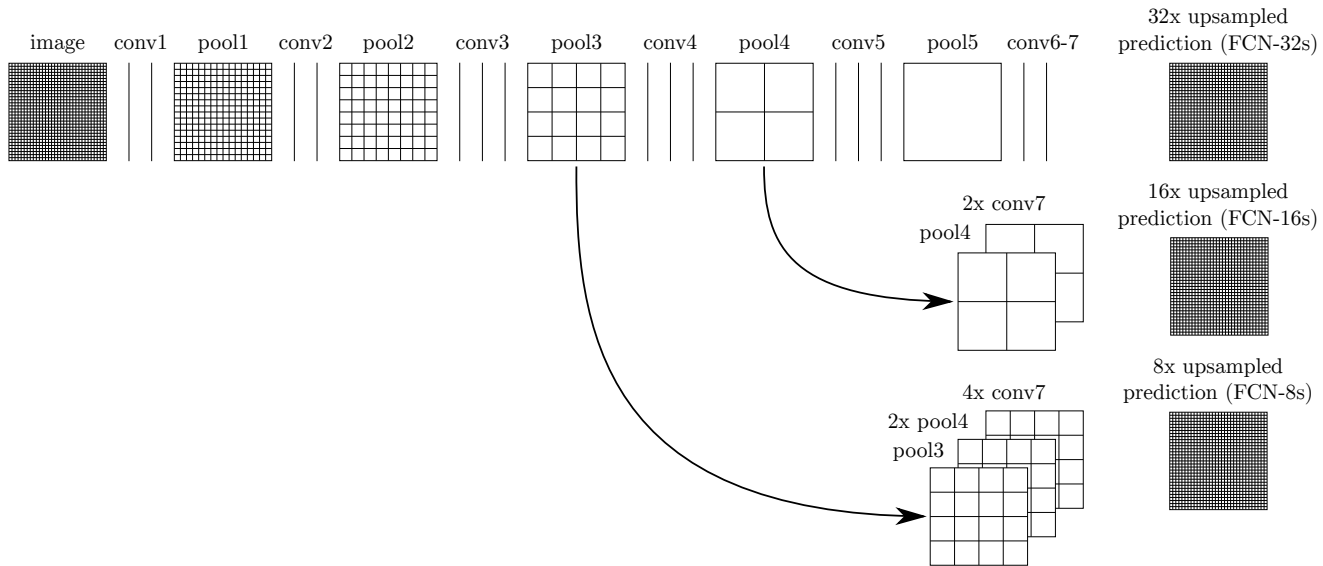 image conv1 pool1 conv2 pool2 conv3 pool3 conv4 pool4 conv5 pool5 conv6-7
32x upsampled
prediction (FCN-32s)
2x conv7
pool4
16x upsampled
prediction (FCN-16s)
4x conv7
2x pool4
pool3
8x upsampled
prediction (FCN-8s)